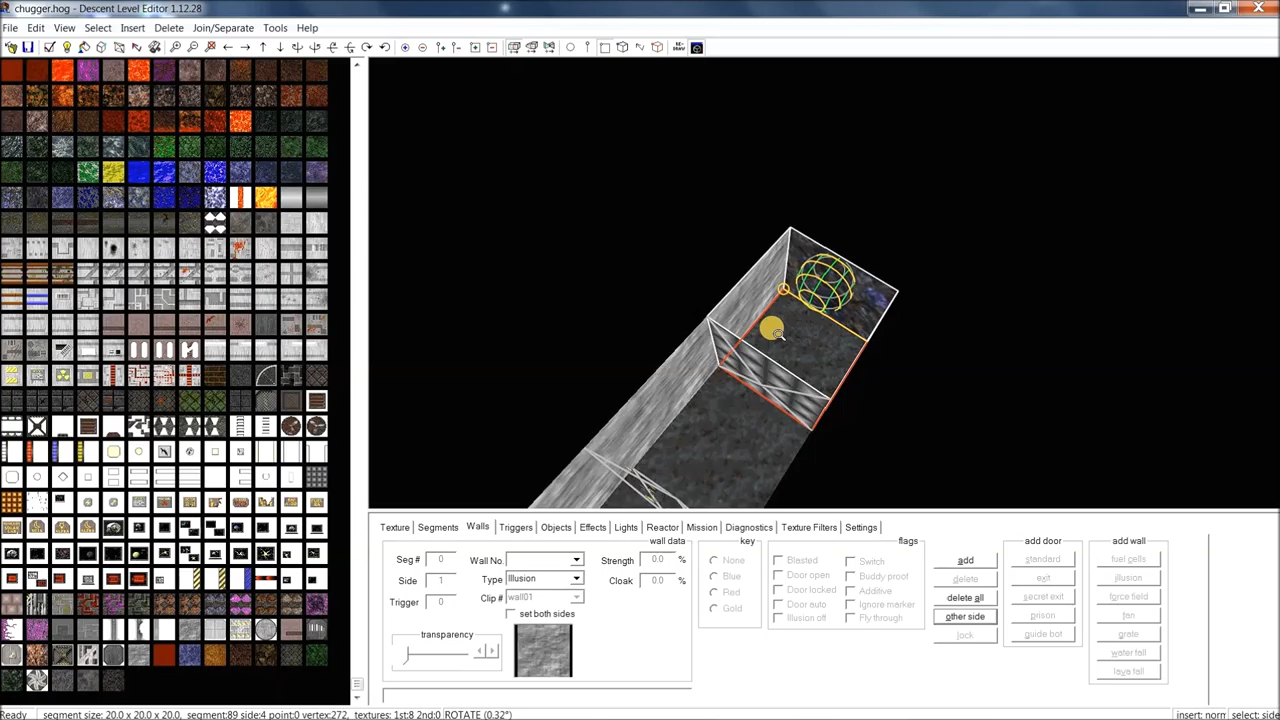 chugger.hog - Descent Level Editor 1.12.28
File Edit View Select Insert Delete Join/Separate Tools Help
Texture Segments Walls Triggers Objects Effects Lights Reactor Mission Diagnostics Texture Filters Settings
wall data key flags add door add wall
Seg # 0 Wall No. Strength 0.0 % None Blasted Switch add standard fuel cells
Side 1 Type Illusion Cloak 0.0 % Blue Door open Buddy proof delete exit illusion
Clip # wall01 Red Door locked Additive delete all secret exit force field
Trigger 0 set both sides Gold Door auto Ignore marker other side prison fan
Illusion off Fly through lock guide bot grate
transparency
water fall
lava fall
Ready segment size: 20.0 x 20.0 x 20.0, segment:89 side:4 point:0 vertex:272, textures: 1st:8 2nd:0 ROTATE (0.32°) insert: norm select: side